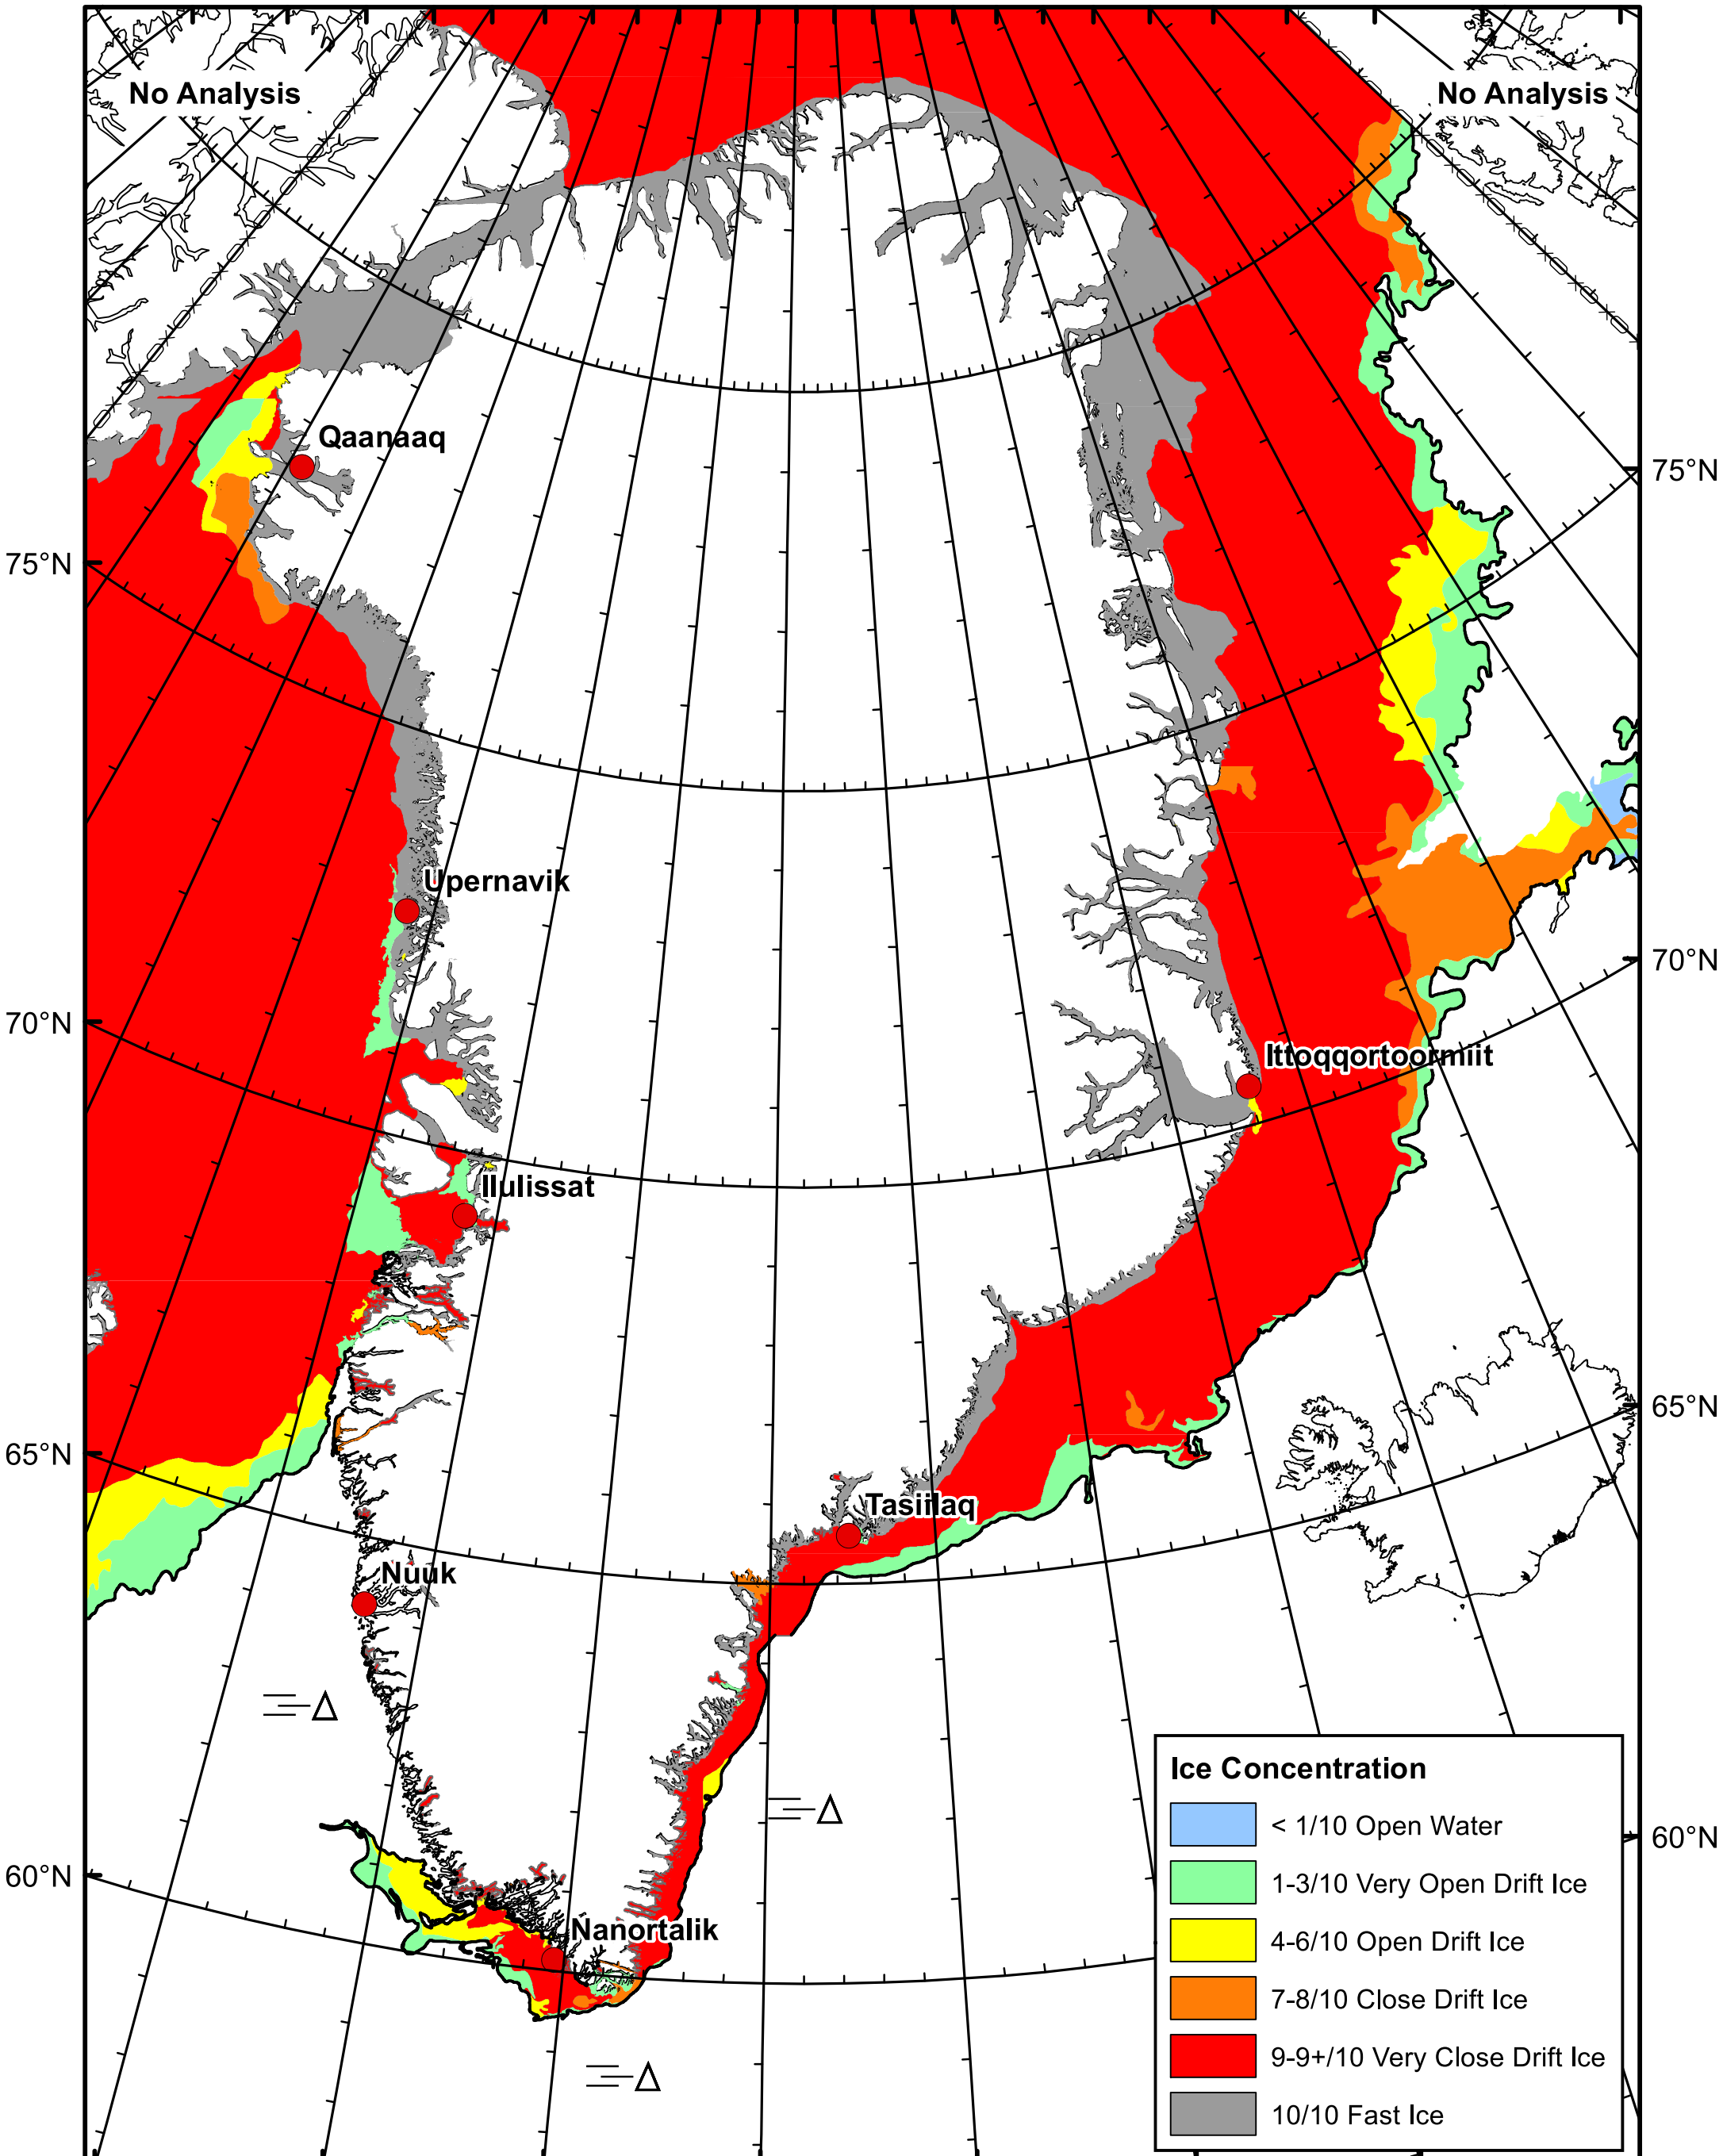 No Analysis
No Analysis
Qaanaaq
75°N
75°N
Upernavik
70°N
70°N
Ittoqqortoormiit
Ilulissat
65°N
65°N
Tasiilaq
Nuuk
60°N
60°N
Nanortalik
Ice Concentration
< 1/10 Open Water
1-3/10 Very Open Drift Ice
4-6/10 Open Drift Ice
7-8/10 Close Drift Ice
9-9+/10 Very Close Drift Ice
10/10 Fast Ice